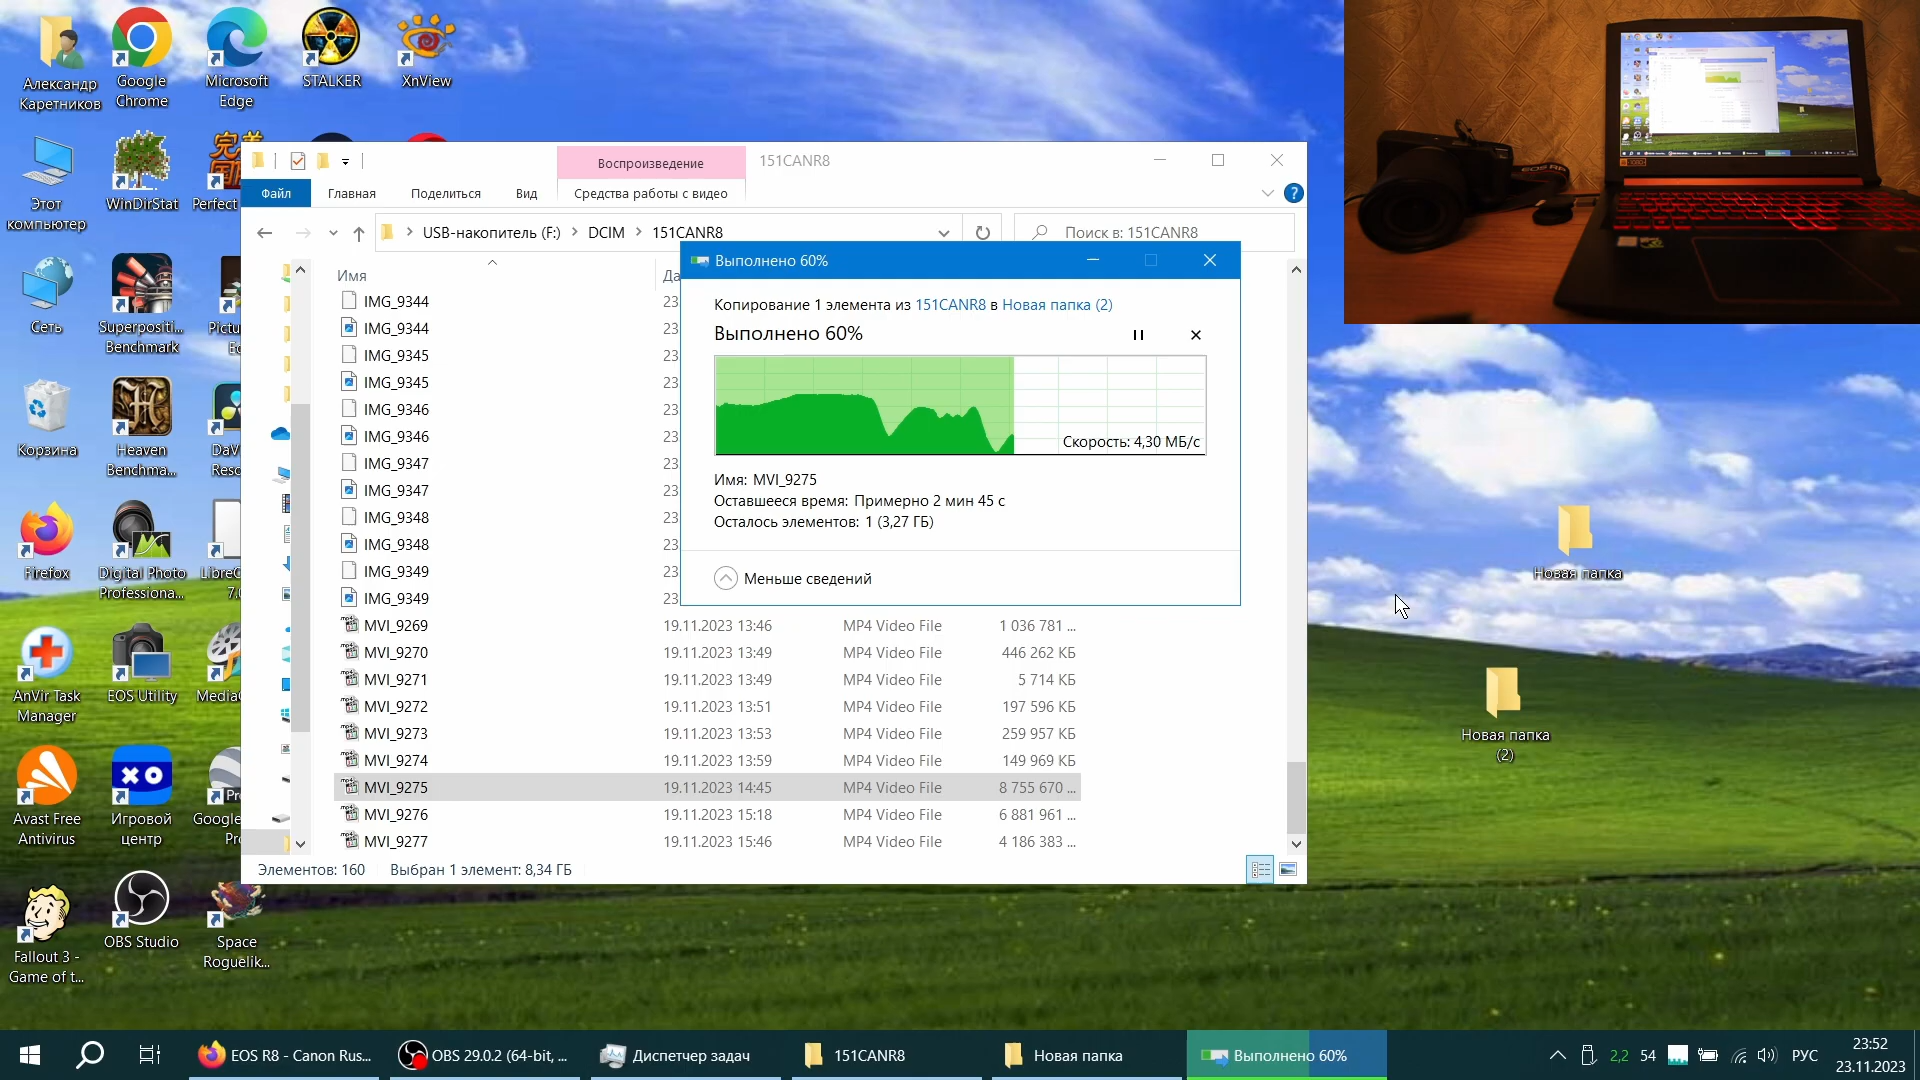 Александр
Каретников
Google
Chrome
Microsoft
Edge
STALKER
XnView
Этот
компьютер
WinDirStat
Perfect
Сеть
Superpositi...
Benchmark
Корзина
Heaven
Benchma...
Firefox
Digital Photo
Professiona...
AnVir Task
Manager
EOS Utility
Avast Free
Antivirus
Игровой
центр
Fallout 3 -
Game of t...
OBS Studio
Space
Roguelik...
Воспроизведение
151CANR8
Файл
Главная
Поделиться
Вид
Средства работы с видео
USB-накопитель (F:)
DCIM
151CANR8
Поиск в: 151CANR8
Имя
IMG_9344
IMG_9344
IMG_9345
IMG_9345
IMG_9346
IMG_9346
IMG_9347
IMG_9347
IMG_9348
IMG_9348
IMG_9349
IMG_9349
MVI_9269 19.11.2023 13:46 MP4 Video File 1 036 781 ...
MVI_9270 19.11.2023 13:49 MP4 Video File 446 262 КБ
MVI_9271 19.11.2023 13:49 MP4 Video File 5 714 КБ
MVI_9272 19.11.2023 13:51 MP4 Video File 197 596 КБ
MVI_9273 19.11.2023 13:53 MP4 Video File 259 957 КБ
MVI_9274 19.11.2023 13:59 MP4 Video File 149 969 КБ
MVI_9275 19.11.2023 14:45 MP4 Video File 8 755 670 ...
MVI_9276 19.11.2023 15:18 MP4 Video File 6 881 961 ...
MVI_9277 19.11.2023 15:46 MP4 Video File 4 186 383 ...
Элементов: 160
Выбран 1 элемент: 8,34 ГБ
Выполнено 60%
Копирование 1 элемента из 151CANR8 в Новая папка (2)
Выполнено 60%
Скорость: 4,30 МБ/с
Имя: MVI_9275
Оставшееся время: Примерно 2 мин 45 с
Осталось элементов: 1 (3,27 ГБ)
Меньше сведений
Новая папка
Новая папка
(2)
EOS R8 - Canon Rus...
OBS 29.0.2 (64-bit, ...
Диспетчер задач
151CANR8
Новая папка
Выполнено 60%
2,2
54
РУС
23:52
23.11.2023